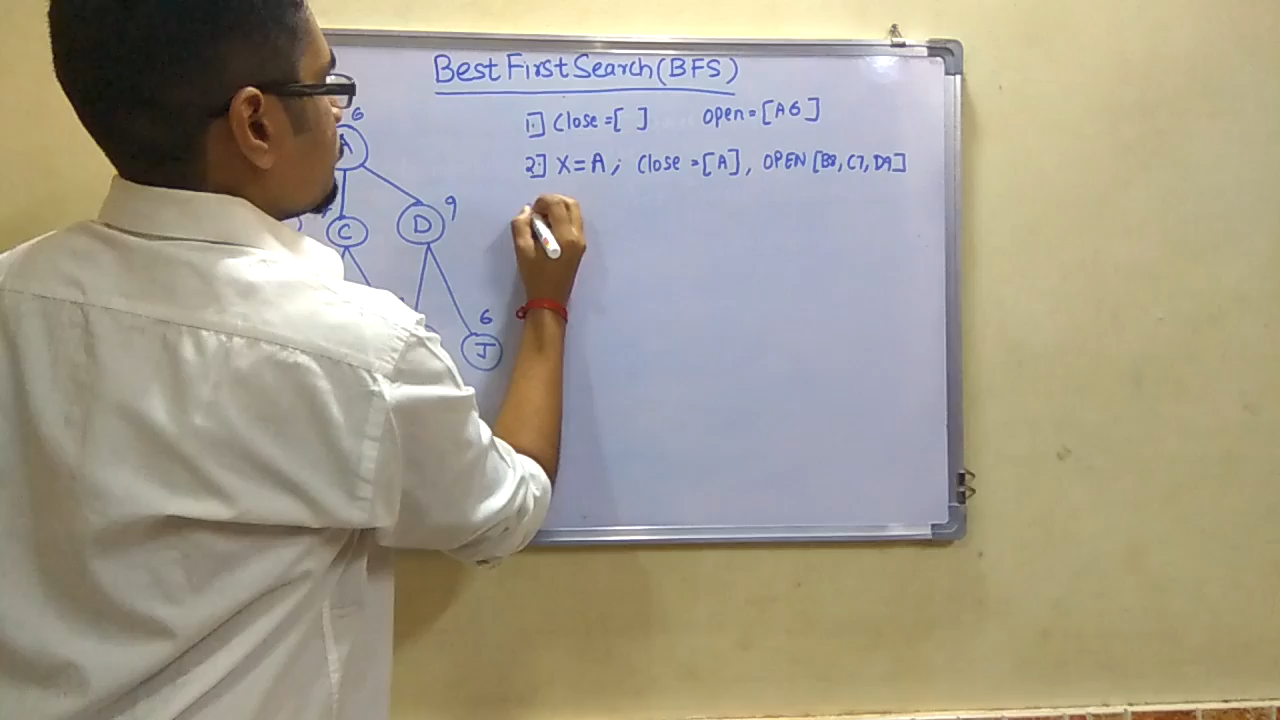 Best First Search (BFS)
1.] Close = [ ] Open = [A6]
2.] X = A ; Close = [A], OPEN [B8, C7, D9]
6
A
9
C
D
6
J